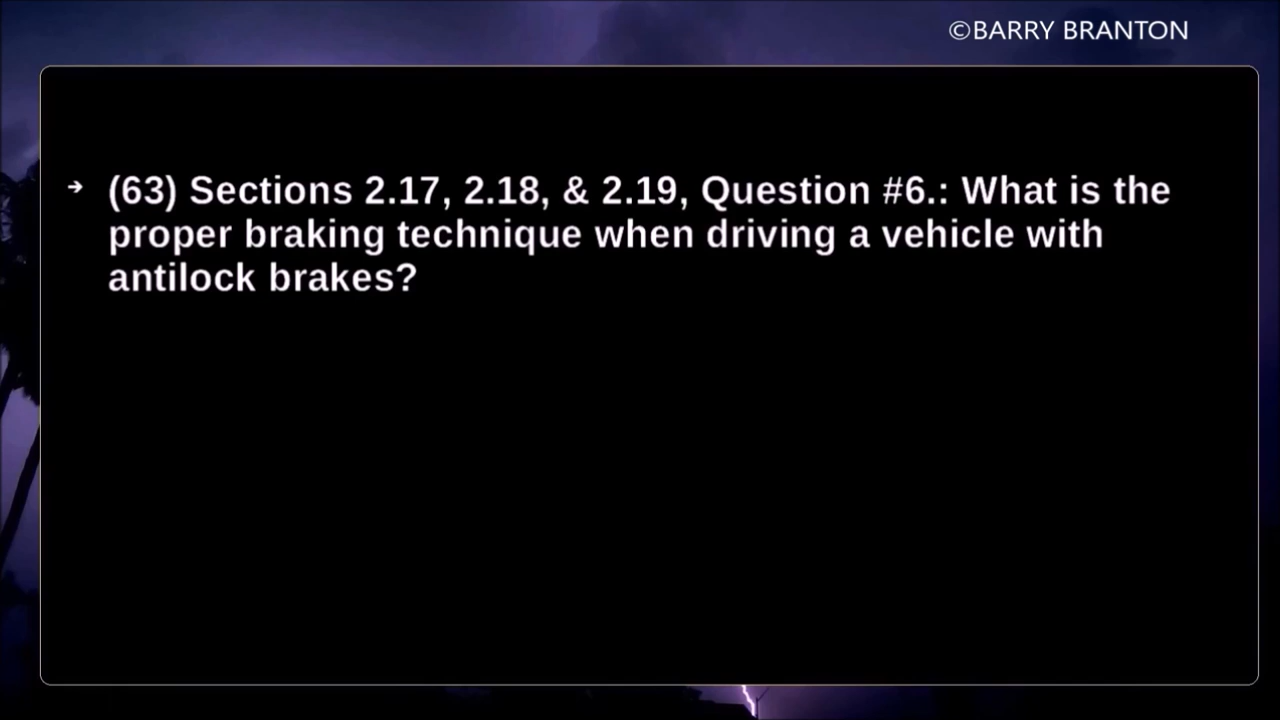 ©BARRY BRANTON
➔ (63) Sections 2.17, 2.18, & 2.19, Question #6.: What is the
proper braking technique when driving a vehicle with
antilock brakes?